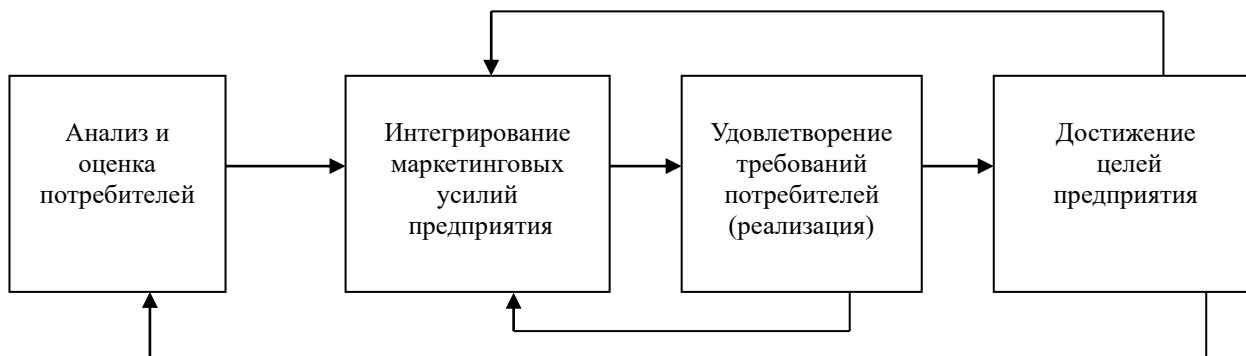 Анализ и
оценка
потребителей
Интегрирование
маркетинговых
усилий
предприятия
Удовлетворение
требований
потребителей
(реализация)
Достижение
целей
предприятия